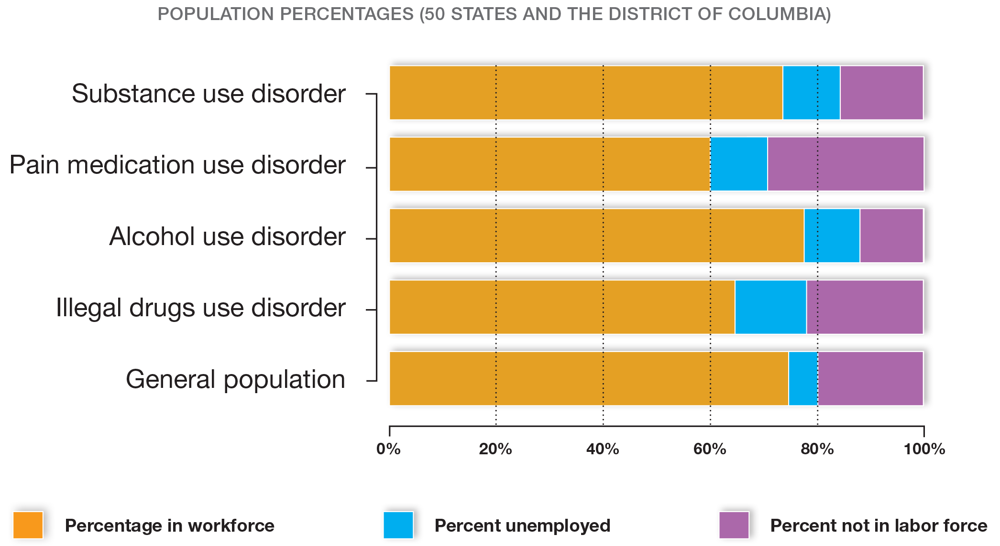 POPULATION PERCENTAGES (50 STATES AND THE DISTRICT OF COLUMBIA)
Substance use disorder
Pain medication use disorder
Alcohol use disorder
Illegal drugs use disorder
General population
0% 20% 40% 60% 80% 100%
Percentage in workforce Percent unemployed Percent not in labor force